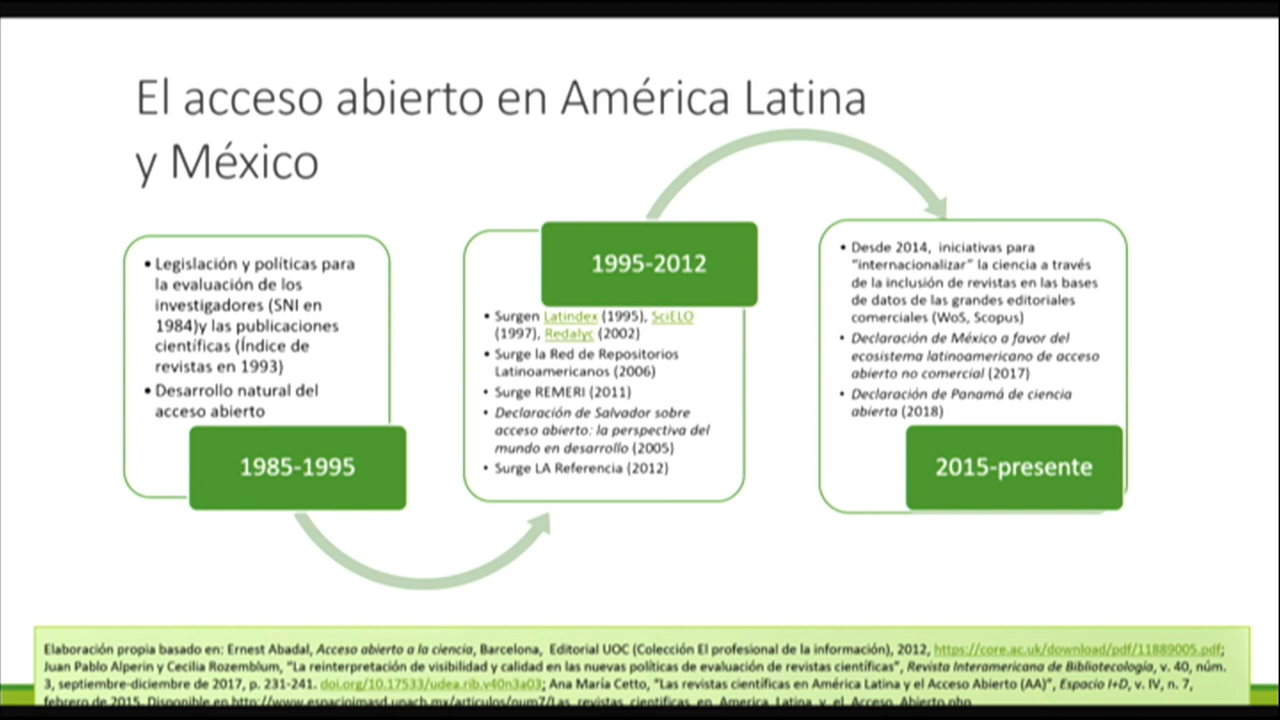 El acceso abierto en América Latina
y México
• Legislación y políticas para
la evaluación de los
investigadores (SNI en
1984)y las publicaciones
científicas (Índice de
revistas en 1993)
• Desarrollo natural del
acceso abierto
1985-1995
1995-2012
• Surgen Latindex (1995), SciELO
(1997), Redalyc (2002)
• Surge la Red de Repositorios
Latinoamericanos (2006)
• Surge REMERI (2011)
• Declaración de Salvador sobre
acceso abierto: la perspectiva del
mundo en desarrollo (2005)
• Surge LA Referencia (2012)
• Desde 2014, iniciativas para
"internacionalizar" la ciencia a través
de la inclusión de revistas en las bases
de datos de las grandes editoriales
comerciales (WoS, Scopus)
• Declaración de México a favor del
ecosistema latinoamericano de acceso
abierto no comercial (2017)
• Declaración de Panamá de ciencia
abierta (2018)
2015-presente
Elaboración propia basado en: Ernest Abadal, Acceso abierto a la ciencia, Barcelona, Editorial UOC (Colección El profesional de la información), 2012, https://core.ac.uk/download/pdf/11889005.pdf;
Juan Pablo Alperin y Cecilia Rozemblum, "La reinterpretación de visibilidad y calidad en las nuevas políticas de evaluación de revistas científicas", Revista Interamericana de Bibliotecología, v. 40, núm.
3, septiembre-diciembre de 2017, p. 231-241. doi.org/10.17533/udea.rib.v40n3a03; Ana María Cetto, "Las revistas científicas en América Latina y el Acceso Abierto (AA)", Espacio I+D, v. IV, n. 7,
febrero de 2015. Disponible en http://www.espacioimasd.unach.mx/articulos/num7/Las_revistas_cientificas_en_America_Latina_y_el_Acceso_Abierto.php